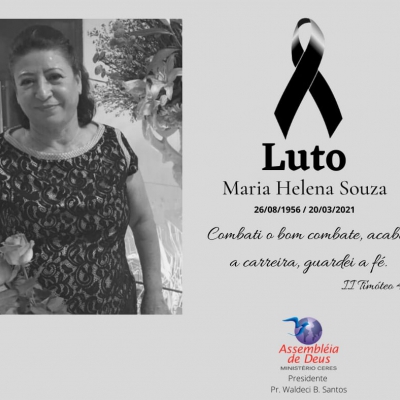 Luto
Maria Helena Souza
26/08/1956 / 20/03/2021
Combati o bom combate, acab
a carreira, guardei a fé.
II Timóteo 4
Assembléia
de Deus
MINISTÉRIO CERES
Presidente
Pr. Waldeci B. Santos